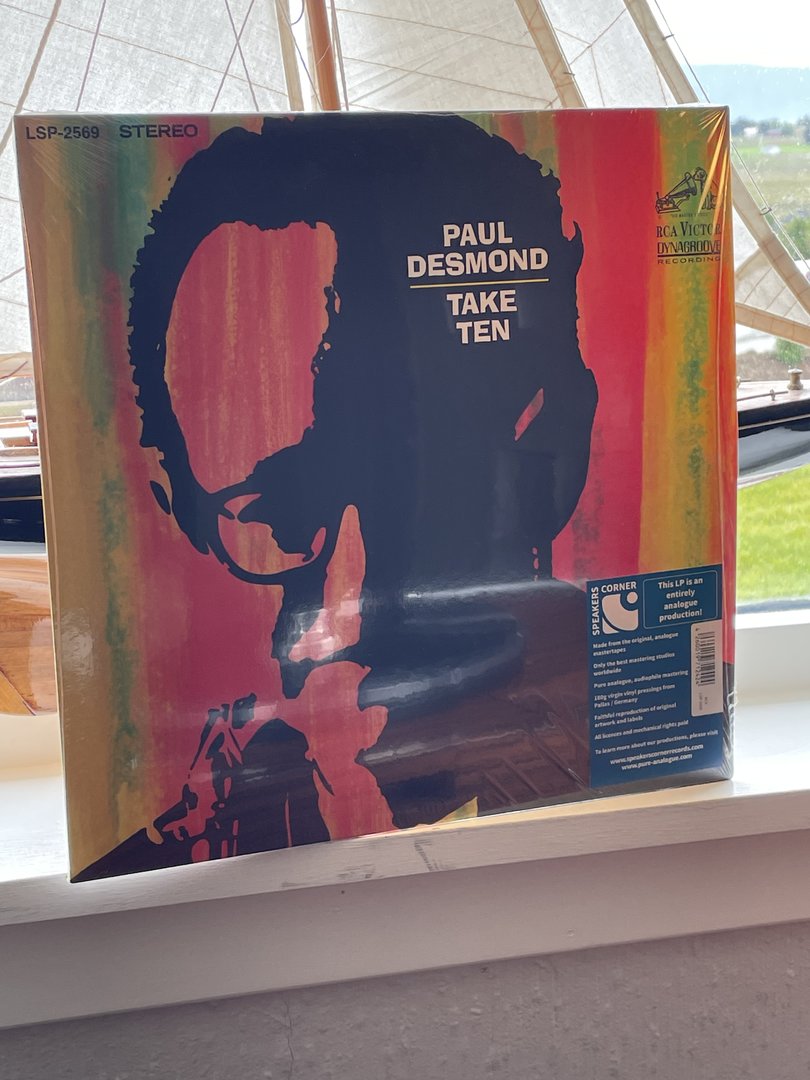 LSP-2569 STEREO
PAUL
DESMOND
TAKE
TEN
"HIS MASTER'S VOICE"
RCA VICTOR
DYNAGROOVE
RECORDING
SPEAKERS CORNER
This LP is an
entirely
analogue
production!
Made from the original, analogue
mastertapes
Only the best mastering studios
worldwide
Pure analogue, audiophile mastering
180g virgin vinyl pressings from
Pallas / Germany
Faithful reproduction of original
artwork and labels
All licences and mechanical rights paid
To learn more about our productions, please visit
www.speakerscornerrecords.com
www.pure-analogue.com